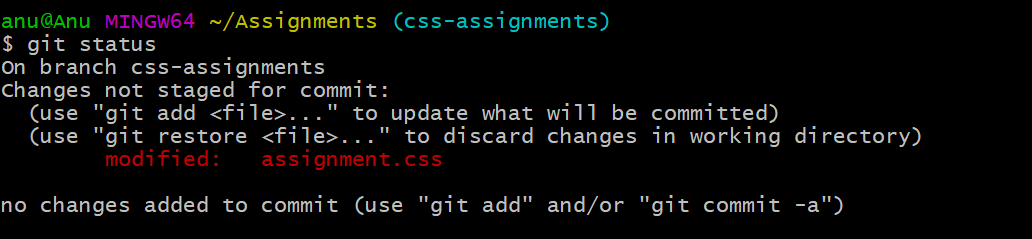 anu@Anu MINGW64 ~/Assignments (css-assignments)
$ git status
On branch css-assignments
Changes not staged for commit:
  (use "git add <file>..." to update what will be committed)
  (use "git restore <file>..." to discard changes in working directory)
        modified:   assignment.css

no changes added to commit (use "git add" and/or "git commit -a")